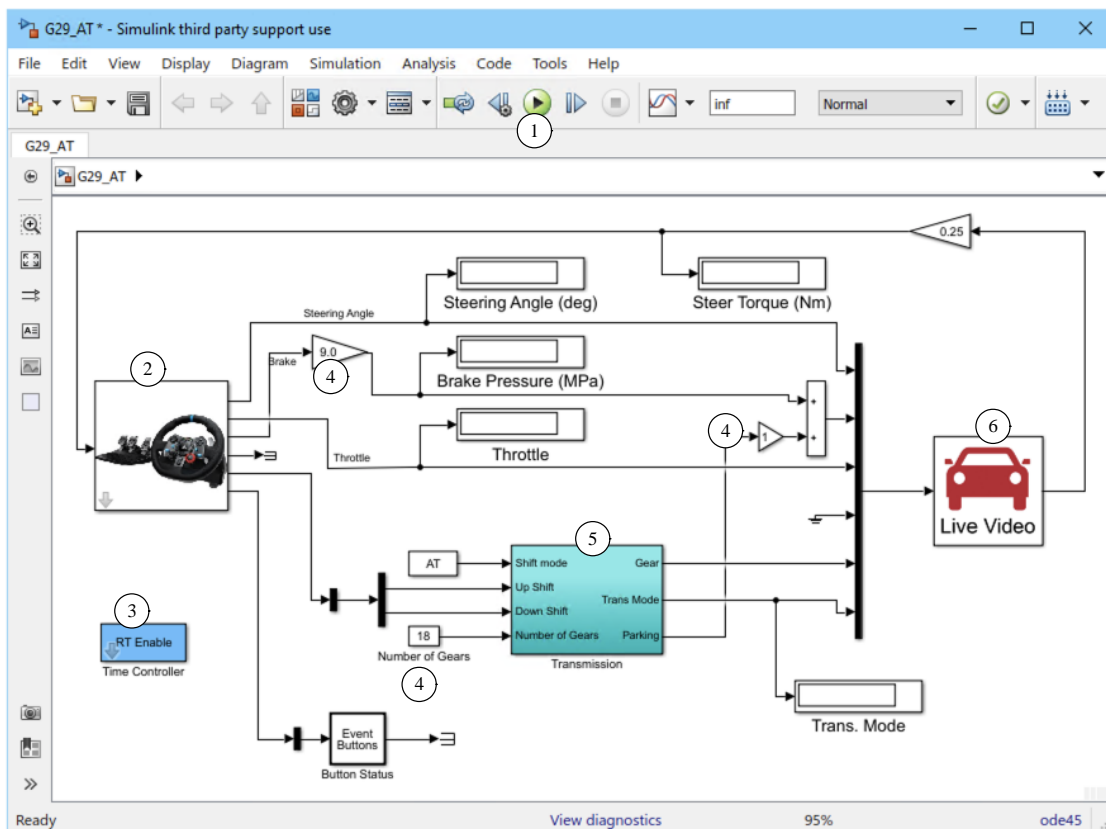 G29_AT * - Simulink third party support use
File Edit View Display Diagram Simulation Analysis Code Tools Help
inf Normal
1
G29_AT
G29_AT
0.25
Steering Angle (deg)
Steer Torque (Nm)
Steering Angle
9.0
Brake
4
Brake Pressure (MPa)
2
+
+
4
1
Throttle
Throttle
6
Live Video
5
AT
Shift mode Gear
Up Shift
Trans Mode
Down Shift
18
Number of Gears Parking
Number of Gears
Transmission
4
3
RT Enable
Time Controller
Trans. Mode
Event
Buttons
Button Status
Ready View diagnostics 95% ode45